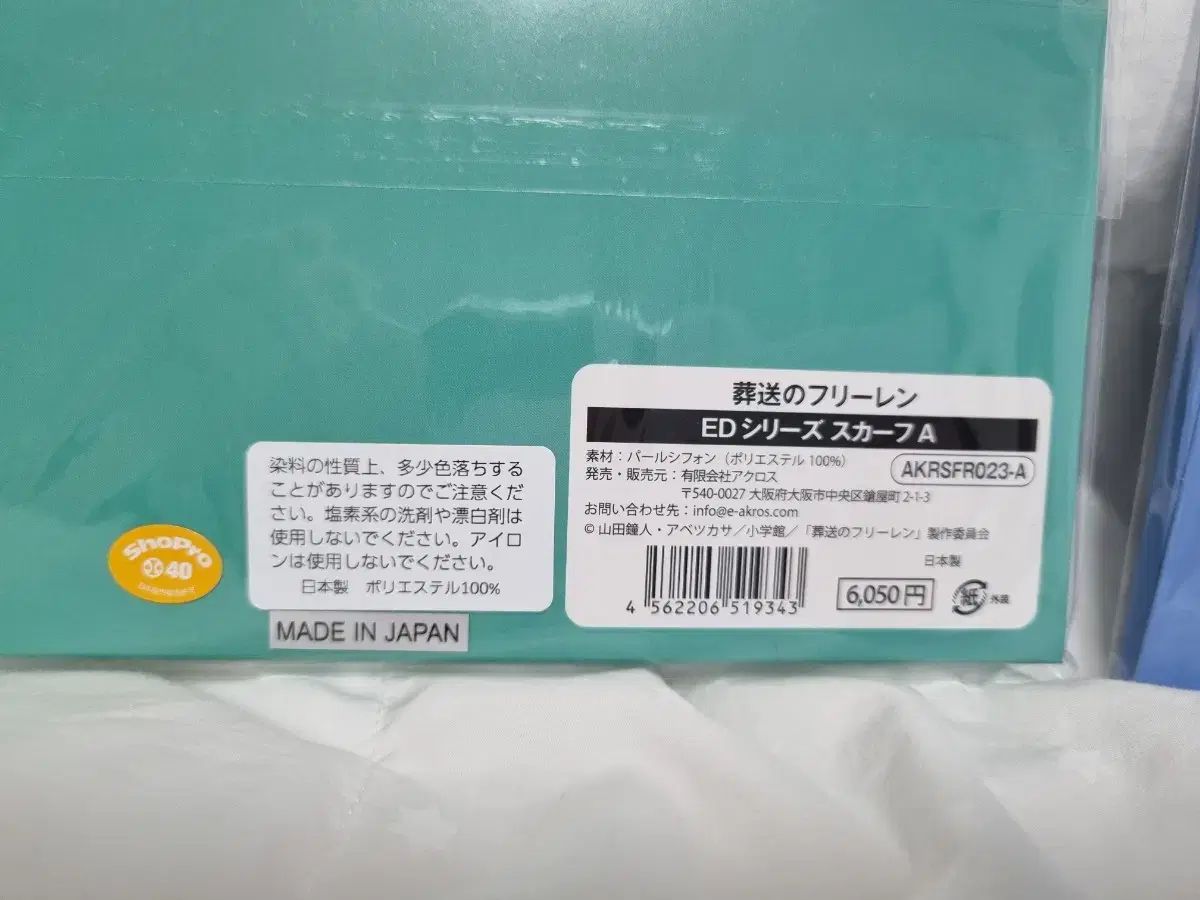 染料の性質上、多少色落ちする
ことがありますのでご注意くだ
さい。塩素系の洗剤や漂白剤は
使用しないでください。アイロ
ンは使用しないでください。
日本製 ポリエステル100%
MADE IN JAPAN
ShoPro
40
葬送のフリーレン
EDシリーズ スカーフA
素材：パールシフォン（ポリエステル 100%）
発売・販売元：有限会社アクロス
AKRSFR023-A
〒540-0027 大阪府大阪市中央区鎗屋町 2-1-3
お問い合わせ先：info@e-akros.com
© 山田鐘人・アベツカサ／小学館／「葬送のフリーレン」製作委員会
日本製
4 562206 519343
6,050円
紙 外装